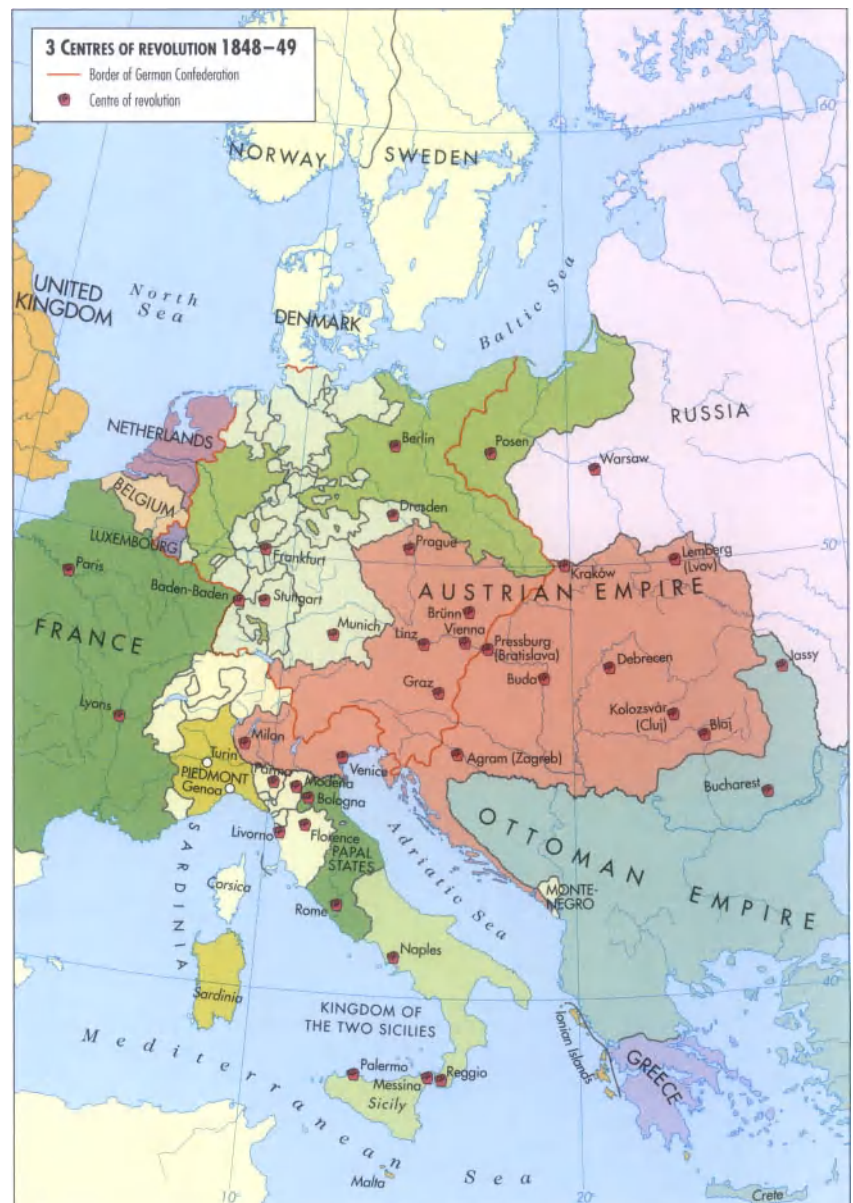 3 CENTRES OF REVOLUTION 1848–49
Border of German Confederation
Centre of revolution
60
NORWAY
SWEDEN
UNITED
KINGDOM
North
Sea
DENMARK
Baltic Sea
RUSSIA
NETHERLANDS
Berlin
Posen
Warsaw
BELGIUM
LUXEMBOURG
Dresden
Frankfurt
Prague
50
Lemberg
(Lvov)
Kraków
Paris
Baden-Baden
Stuttgart
AUSTRIAN EMPIRE
Brünn
FRANCE
Munich
Linz
Vienna
Pressburg
(Bratislava)
Debrecen
Jassy
Graz
Buda
Lyons
Kolozsvár
(Cluj)
Blaj
Milan
Turin
Venice
Agram (Zagreb)
PIEDMONT
Parma
Genoa
Modena
Bologna
Bucharest
Livorno
Florence
PAPAL
STATES
Adriatic Sea
OTTOMAN EMPIRE
SARDINIA
Corsica
MONTE-
NEGRO
Rome
Naples
Sardinia
40
KINGDOM OF
THE TWO SICILIES
Ionian Islands
GREECE
Mediterranean Sea
Palermo
Messina
Reggio
Sicily
Malta
10
20
Crete